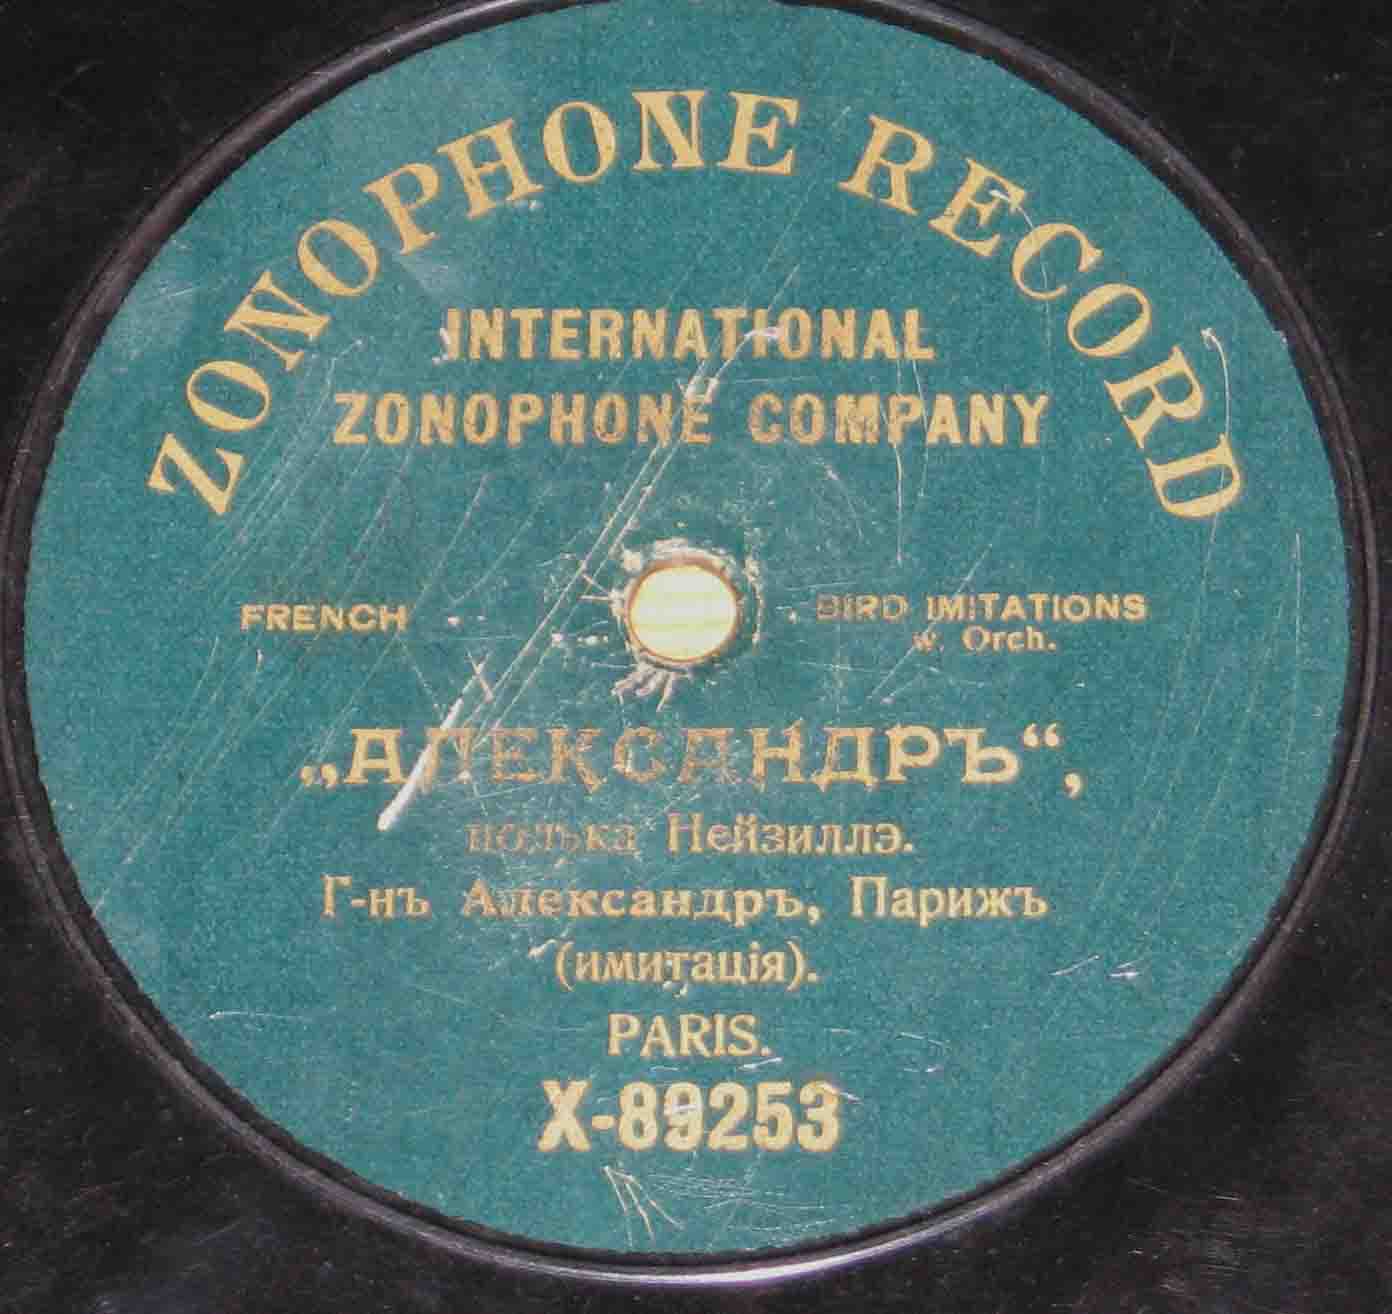 ZONOPHONE RECORD
INTERNATIONAL
ZONOPHONE COMPANY
FRENCH
BIRD IMITATIONS
w. Orch.
„АЛЕКСАНДРЪ“,
полька Нейзиллэ.
Г-нъ Александръ, Парижъ
(имитація).
PARIS.
X-89253